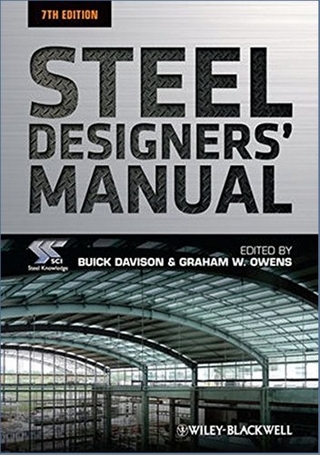 7TH EDITION
STEEL
DESIGNERS'
MANUAL
SCI
Steel Knowledge
EDITED BY
BUICK DAVISON & GRAHAM W. OWENS
WILEY-BLACKWELL